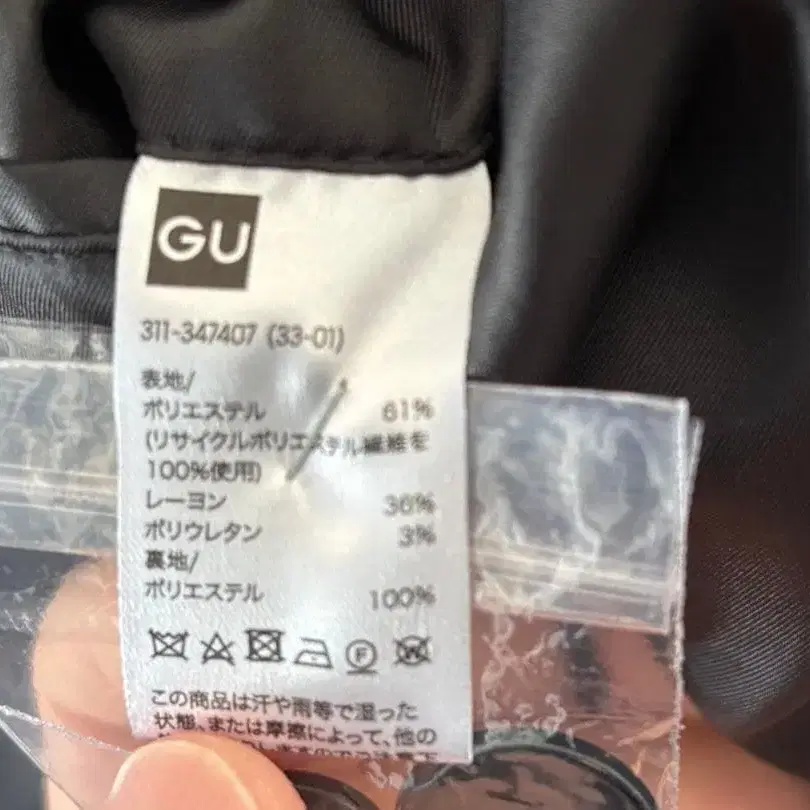 GU
311-347407 (33-01)
表地/
ポリエステル 61%
(リサイクルポリエステル繊維を
100%使用)
レーヨン 36%
ポリウレタン 3%
裏地/
ポリエステル 100%
F W
この商品は汗や雨等で湿った
状態、または摩擦によって、他の